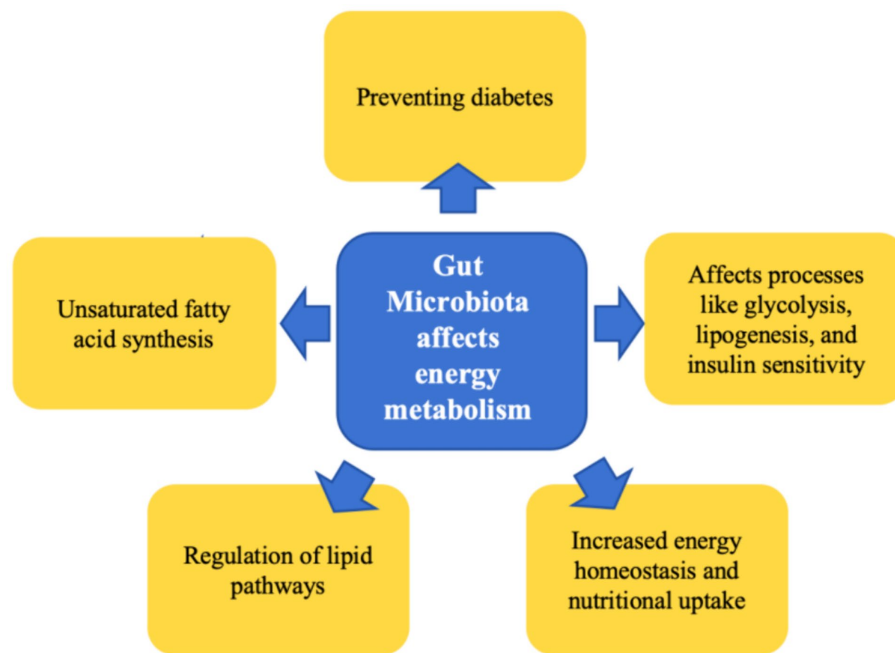 Preventing diabetes
Unsaturated fatty
acid synthesis
Gut
Microbiota
affects
energy
metabolism
Affects processes
like glycolysis,
lipogenesis, and
insulin sensitivity
Regulation of lipid
pathways
Increased energy
homeostasis and
nutritional uptake